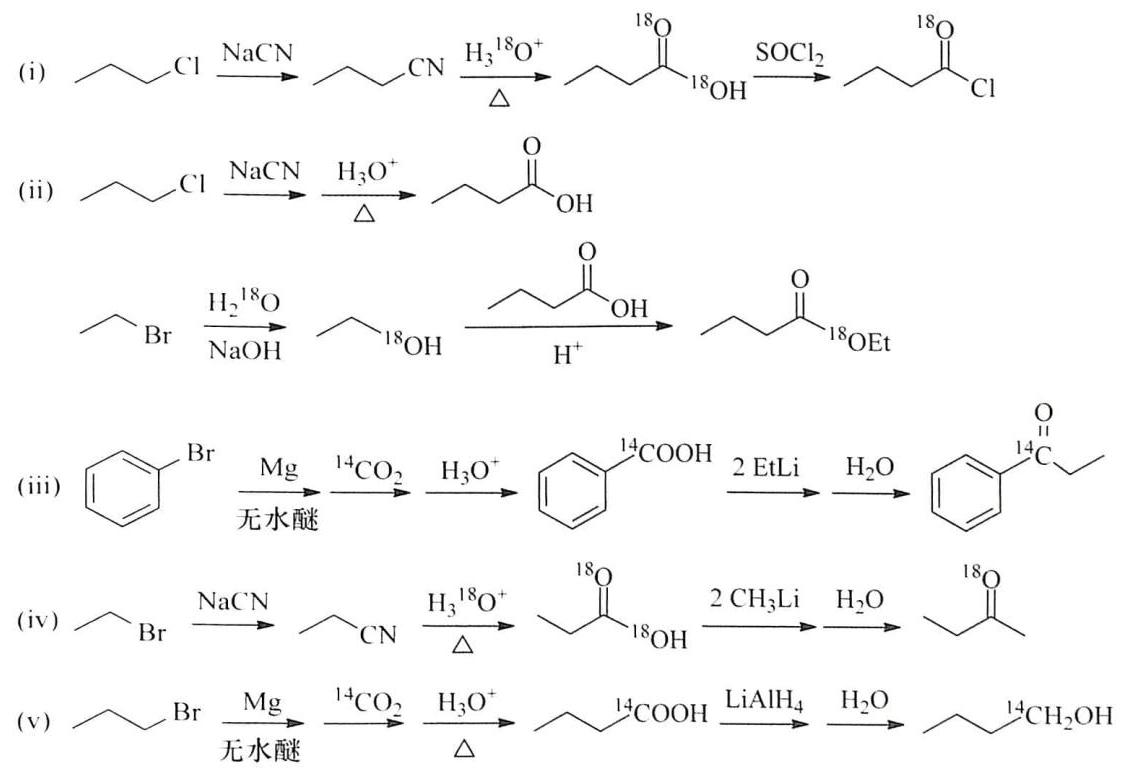 (i) Cl NaCN CN H₃¹⁸O⁺ △ ¹⁸O ¹⁸OH SOCl₂ ¹⁸O Cl
(ii) Cl NaCN H₃O⁺ △ O OH
Br H₂¹⁸O NaOH ¹⁸OH O OH H⁺ O ¹⁸OEt
(iii) Br Mg 无水醚 ¹⁴CO₂ H₃O⁺ ¹⁴COOH 2 EtLi H₂O O ¹⁴C
(iv) Br NaCN CN H₃¹⁸O⁺ △ ¹⁸O ¹⁸OH 2 CH₃Li H₂O ¹⁸O
(v) Br Mg 无水醚 ¹⁴CO₂ H₃O⁺ △ ¹⁴COOH LiAlH₄ H₂O ¹⁴CH₂OH